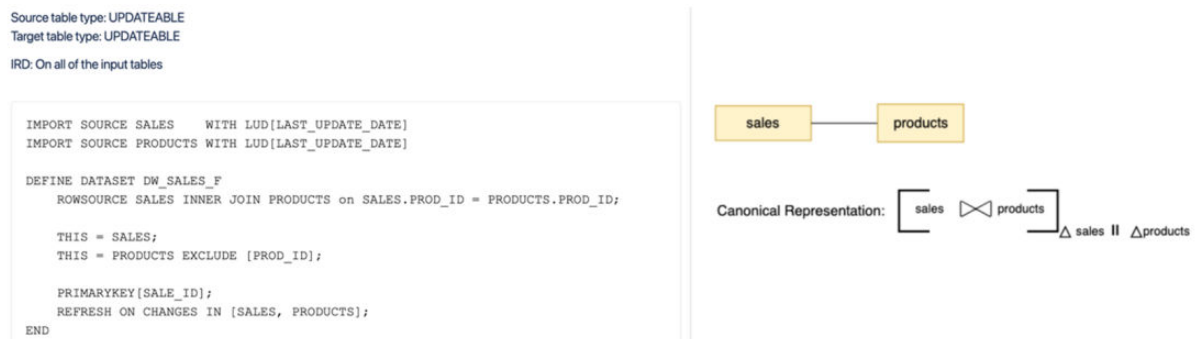 Source table type: UPDATEABLE
Target table type: UPDATEABLE
IRD: On all of the input tables
IMPORT SOURCE SALES    WITH LUD[LAST_UPDATE_DATE]
IMPORT SOURCE PRODUCTS WITH LUD[LAST_UPDATE_DATE]
DEFINE DATASET DW_SALES_F
ROWSOURCE SALES INNER JOIN PRODUCTS on SALES.PROD_ID = PRODUCTS.PROD_ID;
THIS = SALES;
THIS = PRODUCTS EXCLUDE [PROD_ID];
PRIMARYKEY[SALE_ID];
REFRESH ON CHANGES IN [SALES, PRODUCTS];
END
sales products
Canonical Representation: [sales ⋈ products] Δ sales || Δproducts